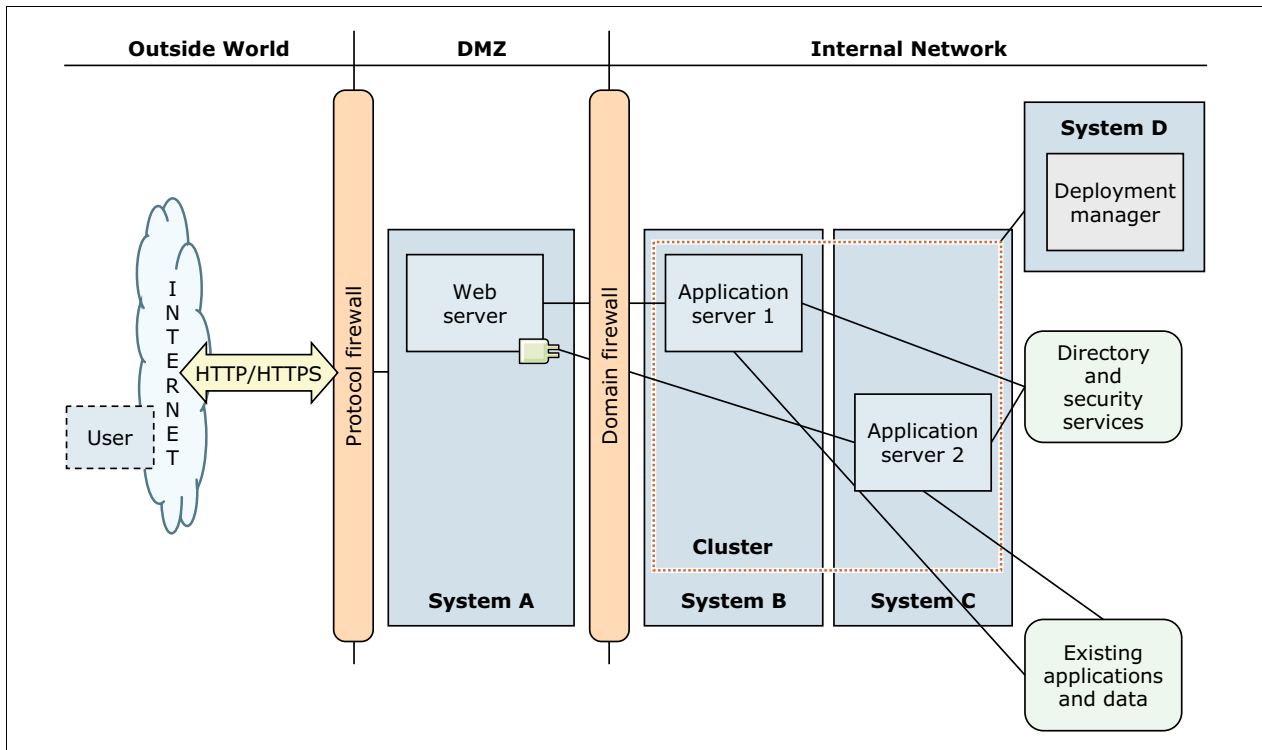 Outside World
DMZ
Internal Network
System D
Deployment
manager
INTERNET
HTTP/HTTPS
User
Protocol firewall
Web
server
System A
Domain firewall
Application
server 1
Application
server 2
Cluster
System B
System C
Directory
and
security
services
Existing
applications
and data